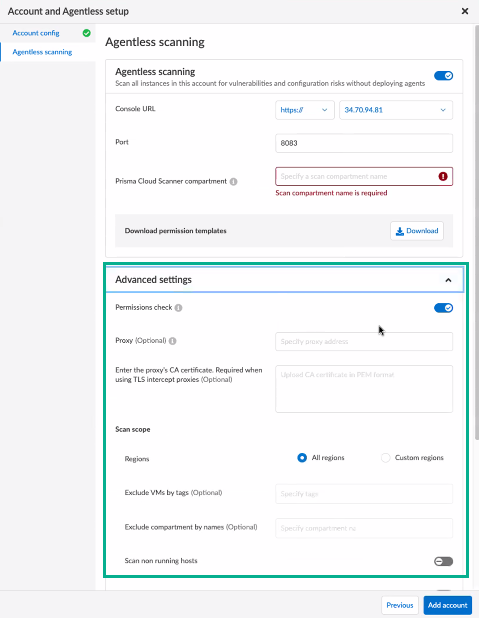 Account and Agentless setup
Account config
Agentless scanning
Agentless scanning
Agentless scanning
Scan all instances in this account for vulnerabilities and configuration risks without deploying agents
Console URL
https://
34.70.94.81
Port
8083
Prisma Cloud Scanner compartment
Specify a scan compartment name
Scan compartment name is required
Download permission templates
Download
Advanced settings
Permissions check
Proxy (Optional)
Specify proxy address
Enter the proxy's CA certificate. Required when
using TLS intercept proxies (Optional)
Upload CA certificate in PEM format
Scan scope
Regions
All regions
Custom regions
Exclude VMs by tags (Optional)
Specify tags
Exclude compartment by names (Optional)
Specify compartment na
Scan non running hosts
Previous
Add account